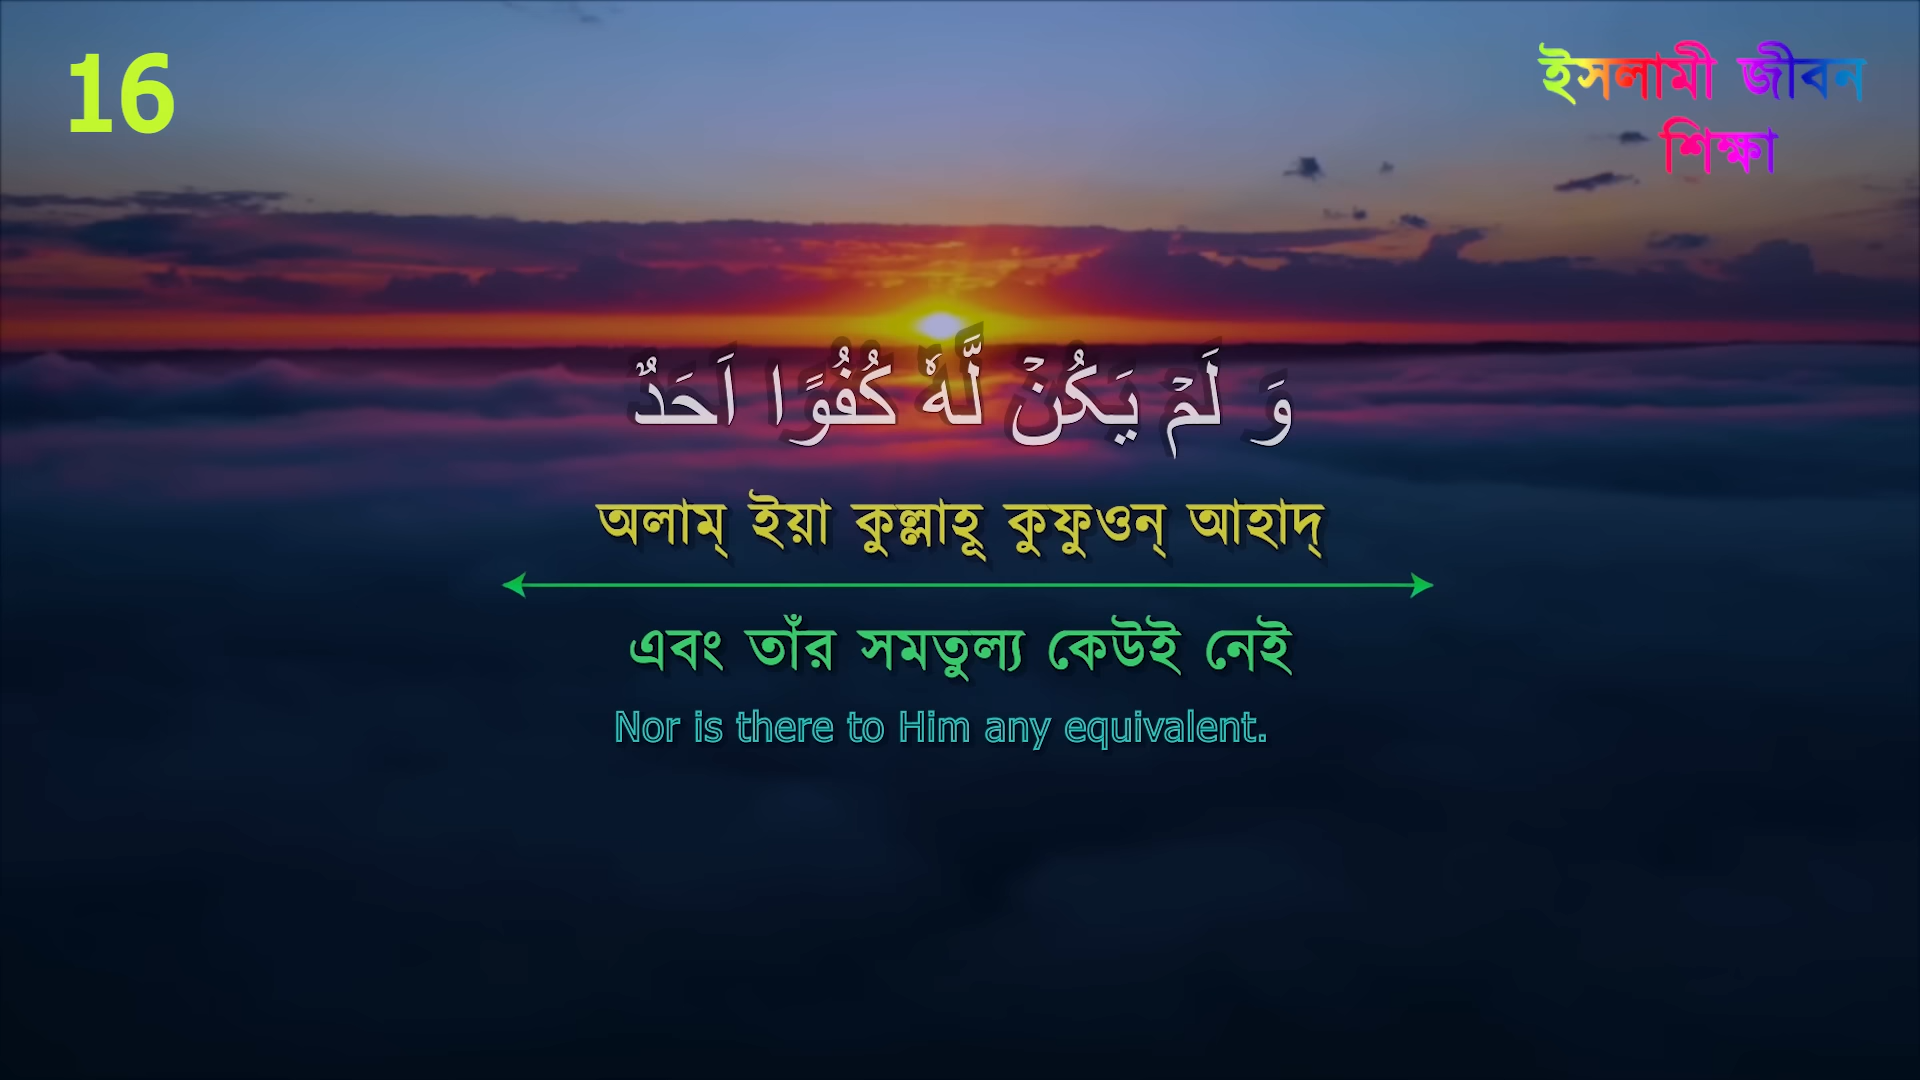 16
ইসলামী জীবন
শিক্ষা
وَ لَمۡ یَكُنۡ لَّهٗ كُفُوًا اَحَدٌ
অলাম্ ইয়া কুল্লাহূ কুফুওন্ আহাদ্
এবং তাঁর সমতুল্য কেউই নেই
Nor is there to Him any equivalent.